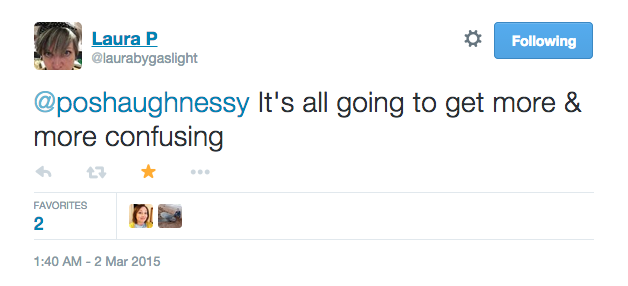 Laura P
@laurabygaslight
Following
@poshaughnessy It's all going to get more &
more confusing
FAVORITES
2
1:40 AM - 2 Mar 2015